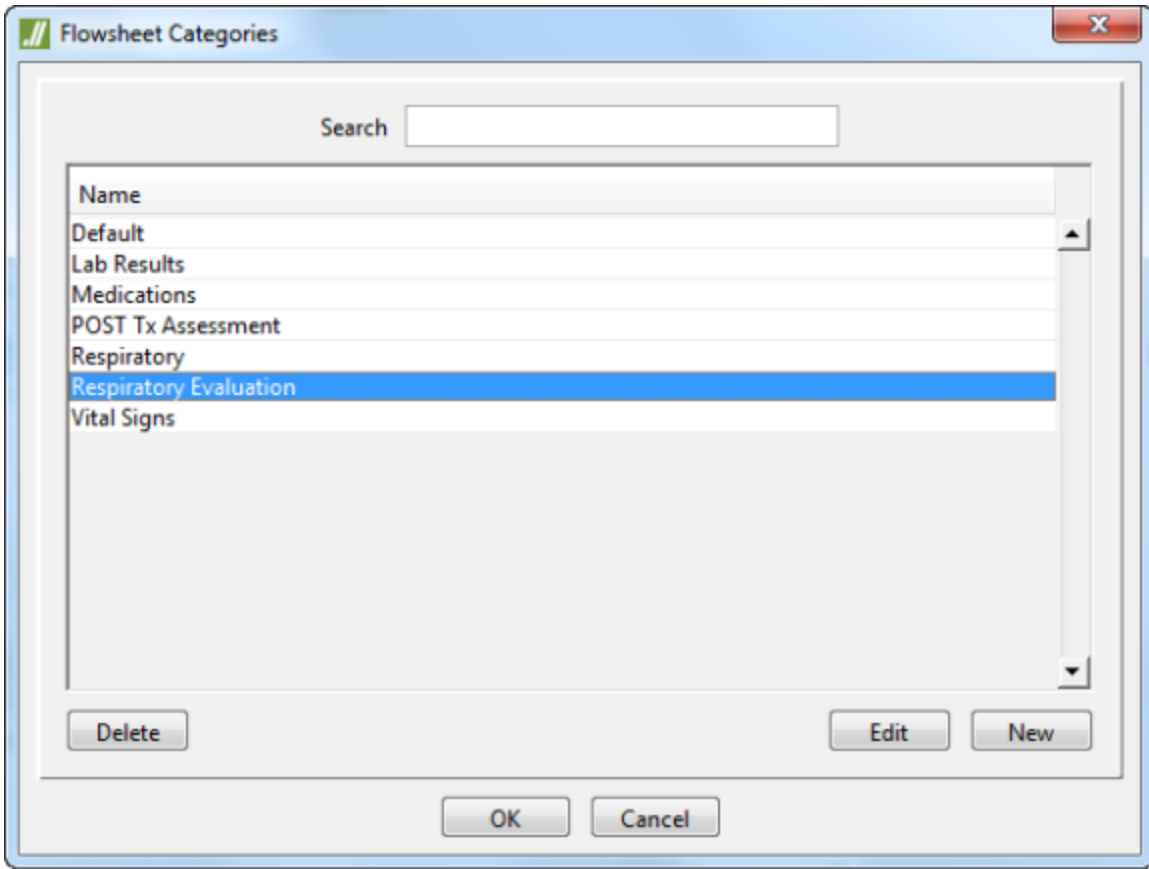 Flowsheet Categories
Search
Name
Default
Lab Results
Medications
POST Tx Assessment
Respiratory
Respiratory Evaluation
Vital Signs
Delete Edit New
OK Cancel